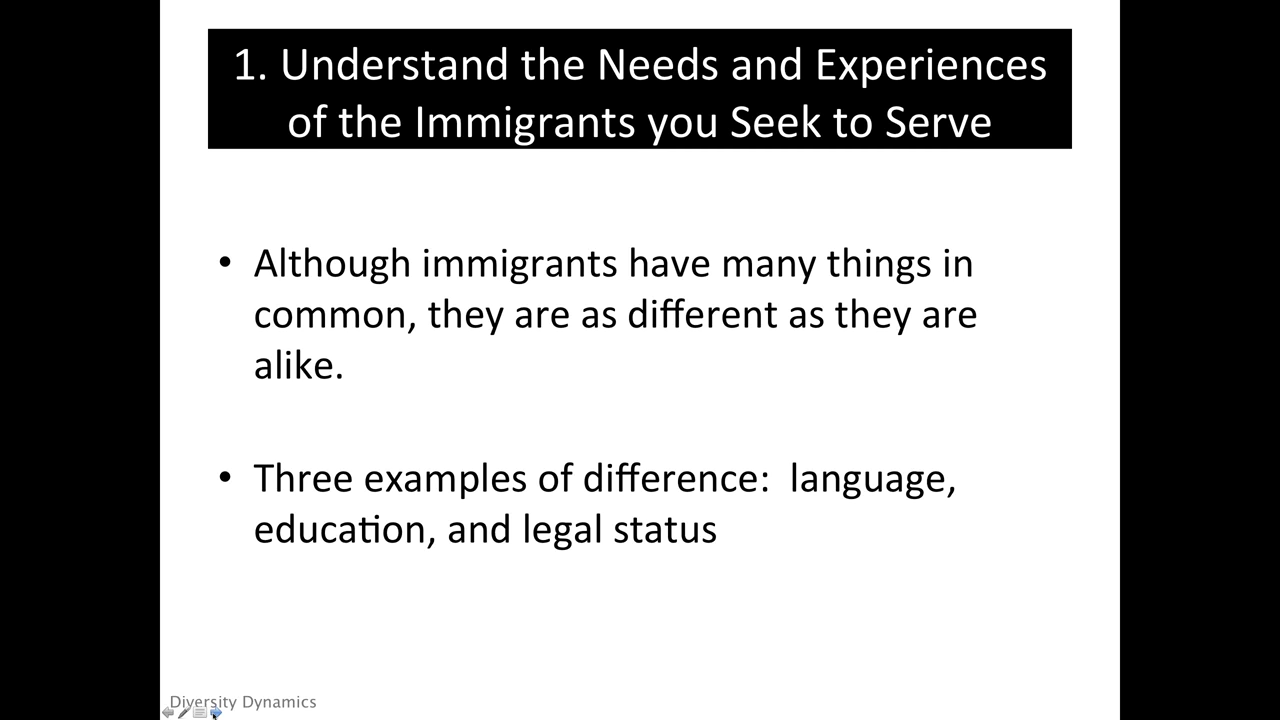 1. Understand the Needs and Experiences
of the Immigrants you Seek to Serve
• Although immigrants have many things in
common, they are as different as they are
alike.
• Three examples of difference:  language,
education, and legal status
Diversity Dynamics